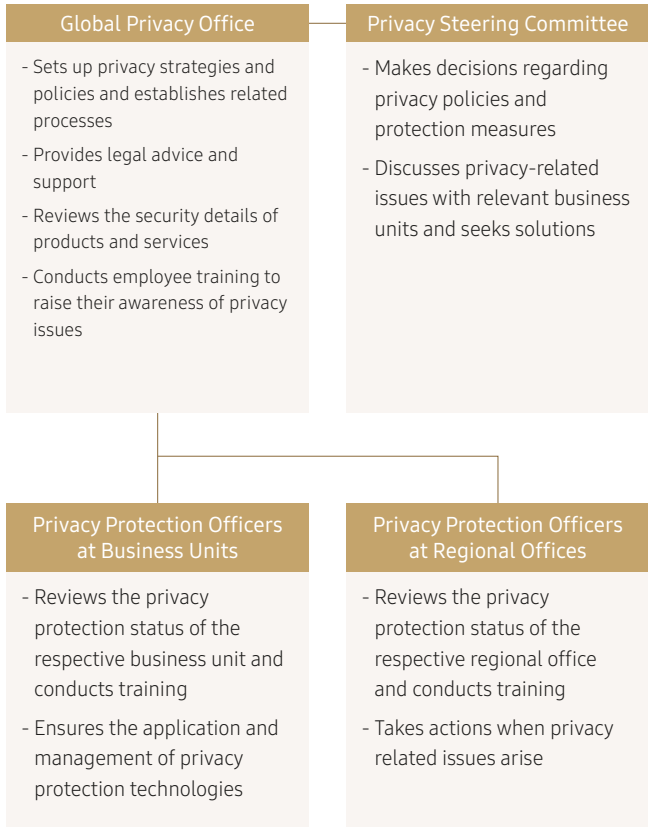 Global Privacy Office
- Sets up privacy strategies and
policies and establishes related
processes
- Provides legal advice and
support
- Reviews the security details of
products and services
- Conducts employee training to
raise their awareness of privacy
issues
Privacy Steering Committee
- Makes decisions regarding
privacy policies and
protection measures
- Discusses privacy-related
issues with relevant business
units and seeks solutions
Privacy Protection Officers
at Business Units
- Reviews the privacy
protection status of the
respective business unit and
conducts training
- Ensures the application and
management of privacy
protection technologies
Privacy Protection Officers
at Regional Offices
- Reviews the privacy
protection status of the
respective regional office
and conducts training
- Takes actions when privacy
related issues arise